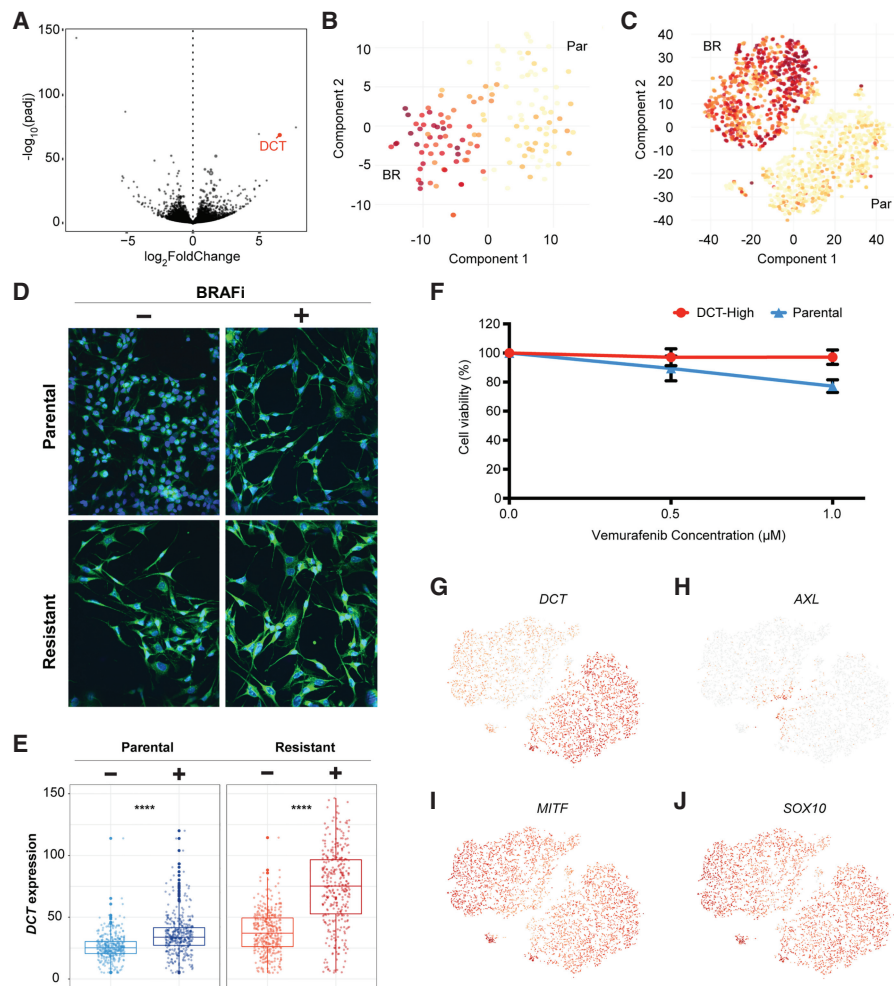 A
150
100
50
0
-log10(padj)
DCT
−5
0
5
log2FoldChange
B
10
5
0
-5
-10
Component 2
Par
BR
-10
0
10
Component 1
C
40
30
20
10
0
-10
-20
-30
-40
Component 2
BR
Par
-40
-20
0
20
40
Component 1
D
BRAFi
− +
Parental
Resistant
E
Parental Resistant
− + − +
**** ****
150
100
50
0
DCT expression
F
DCT-High Parental
120
100
80
60
40
20
0
Cell viability (%)
0.0 0.5 1.0
Vemurafenib Concentration (µM)
G
DCT
H
AXL
I
MITF
J
SOX10